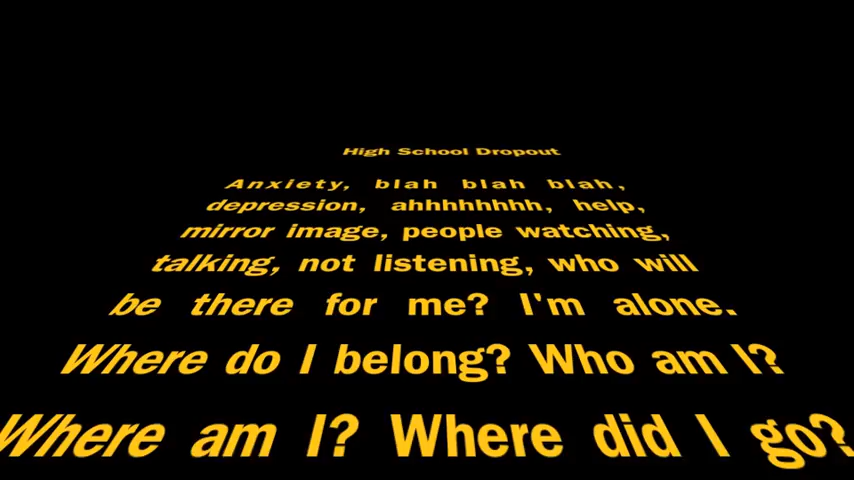 High School Dropout
Anxiety, blah blah blah,
depression, ahhhhhhhh, help,
mirror image, people watching,
talking, not listening, who will
be there for me? I'm alone.
Where do I belong? Who am I?
Where am I? Where did I go?